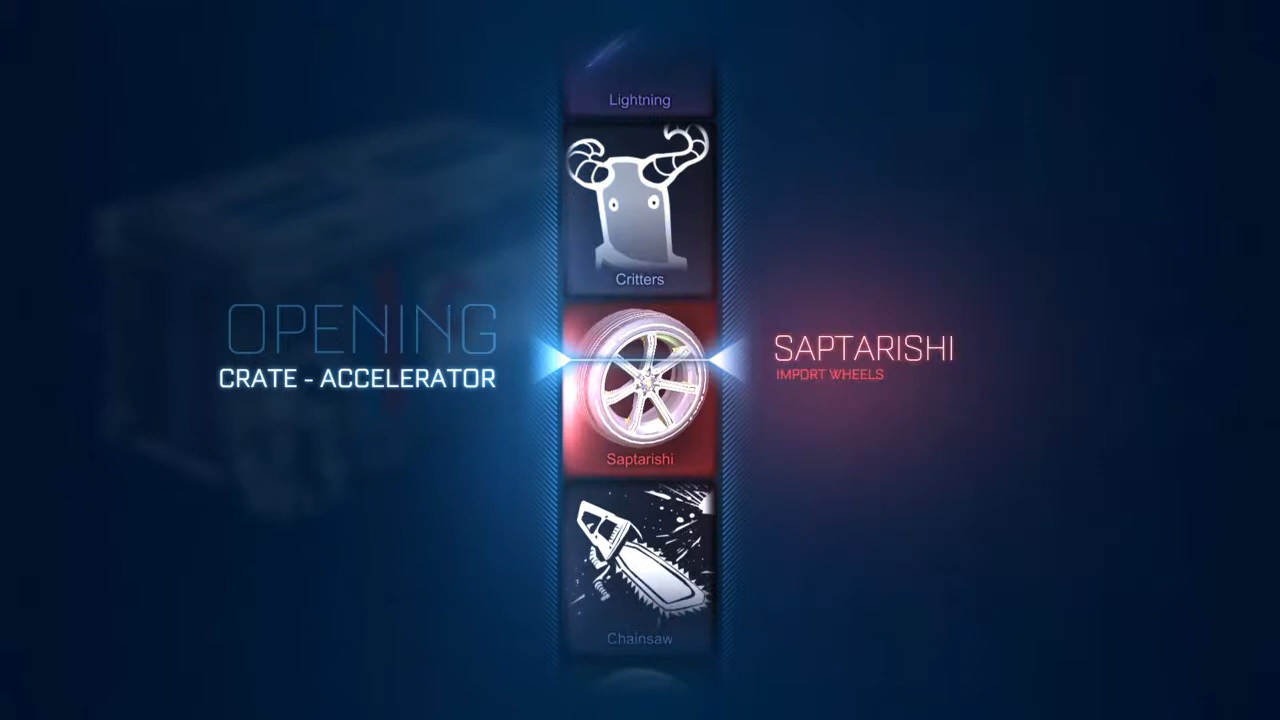 Lightning
Critters
OPENING
CRATE - ACCELERATOR
SAPTARISHI
IMPORT WHEELS
Saptarishi
Chainsaw